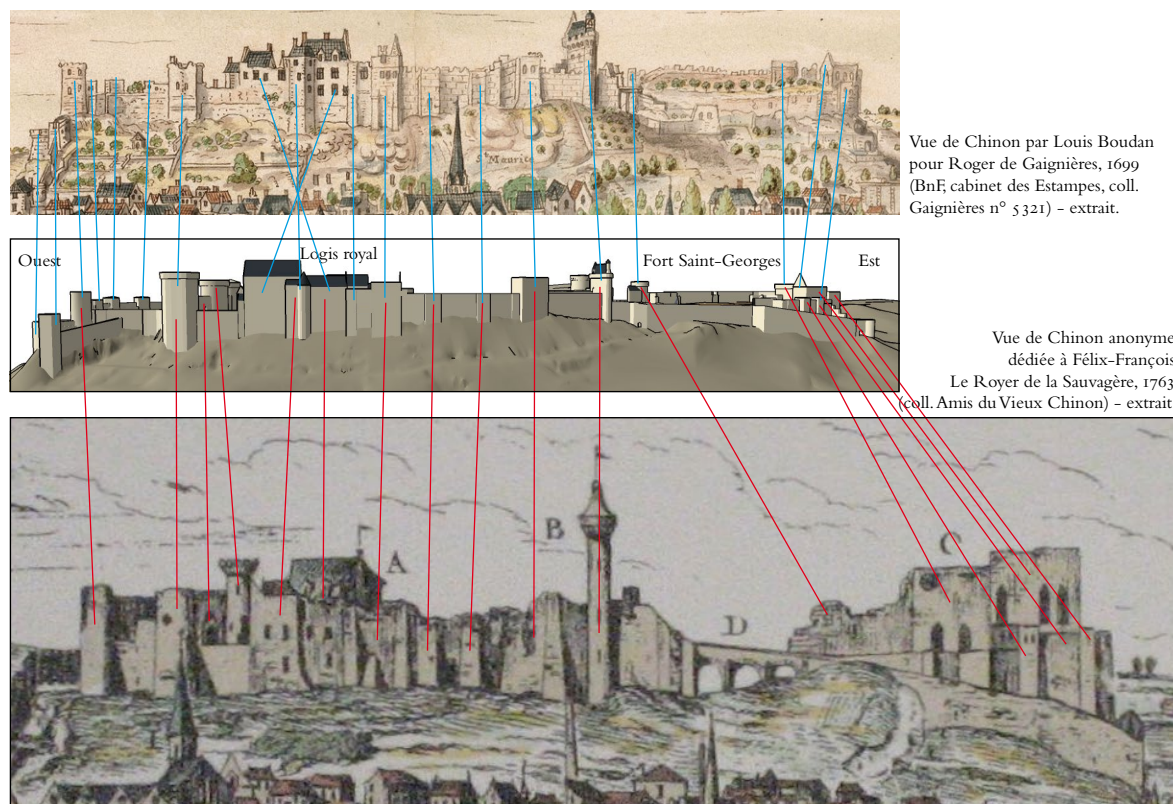 St Maurice
Vue de Chinon par Louis Boudan
pour Roger de Gaignières, 1699
(BnF, cabinet des Estampes, coll.
Gaignières n° 5321) – extrait.
Ouest
Logis royal
Fort Saint-Georges
Est
Vue de Chinon anonyme
dédiée à Félix-François
Le Royer de la Sauvagère, 1763
(coll. Amis du Vieux Chinon) – extrait
A
B
C
D